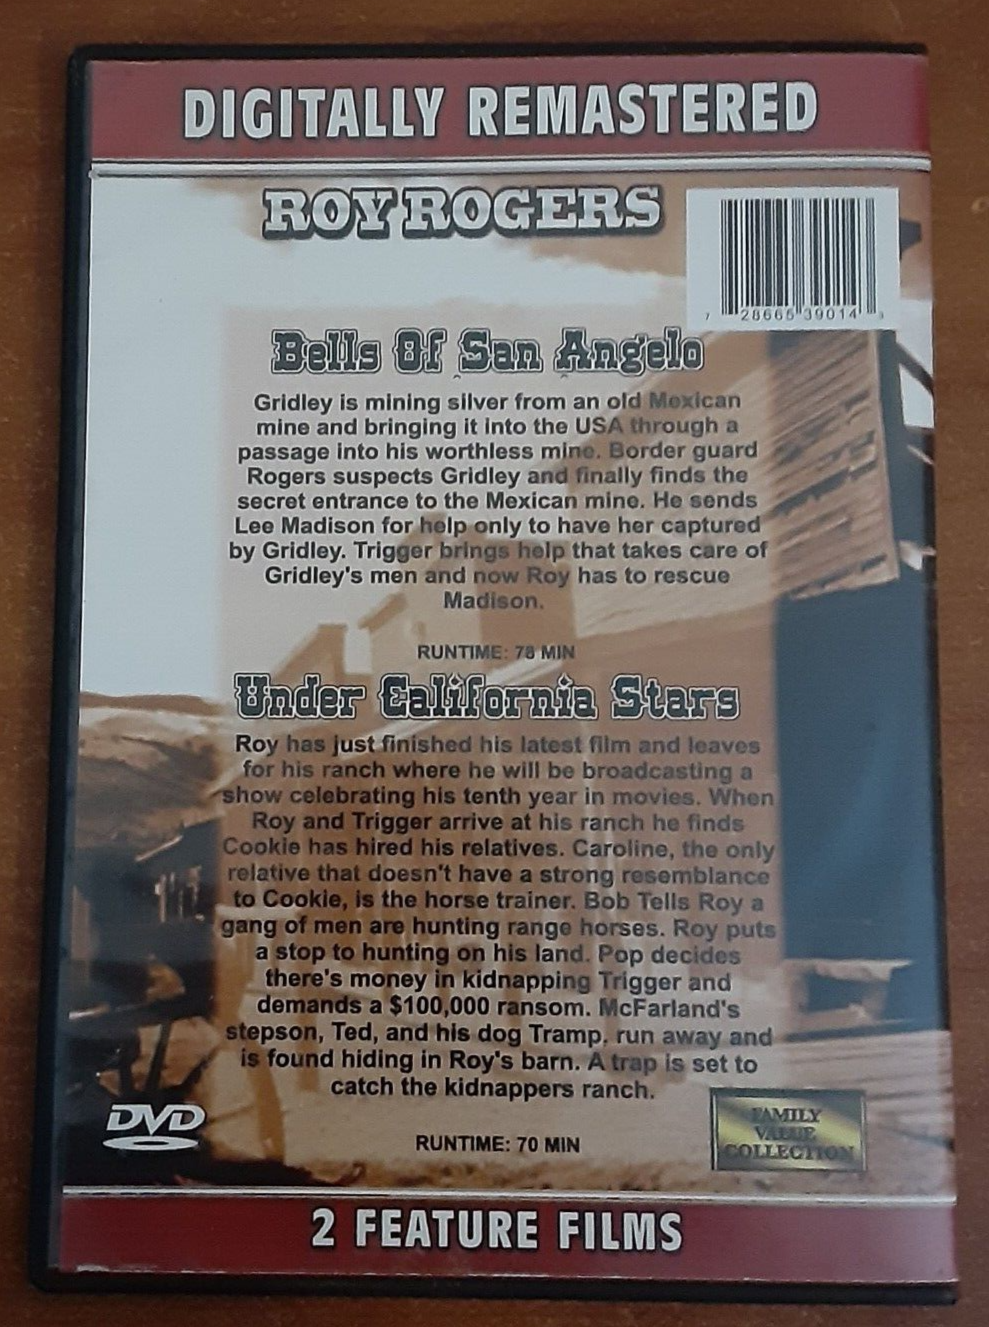 DIGITALLY REMASTERED
ROY ROGERS
7 28665 39014 3
Bells Of San Angelo
Gridley is mining silver from an old Mexican
mine and bringing it into the USA through a
passage into his worthless mine. Border guard
Rogers suspects Gridley and finally finds the
secret entrance to the Mexican mine. He sends
Lee Madison for help only to have her captured
by Gridley. Trigger brings help that takes care of
Gridley's men and now Roy has to rescue
Madison.
RUNTIME: 78 MIN
Under California Stars
Roy has just finished his latest film and leaves
for his ranch where he will be broadcasting a
show celebrating his tenth year in movies. When
Roy and Trigger arrive at his ranch he finds
Cookie has hired his relatives. Caroline, the only
relative that doesn't have a strong resemblance
to Cookie, is the horse trainer. Bob Tells Roy a
gang of men are hunting range horses. Roy puts
a stop to hunting on his land. Pop decides
there's money in kidnapping Trigger and
demands a $100,000 ransom. McFarland's
stepson, Ted, and his dog Tramp, run away and
is found hiding in Roy's barn. A trap is set to
catch the kidnappers ranch.
DVD
RUNTIME: 70 MIN
FAMILY
VALUE
COLLECTION
2 FEATURE FILMS